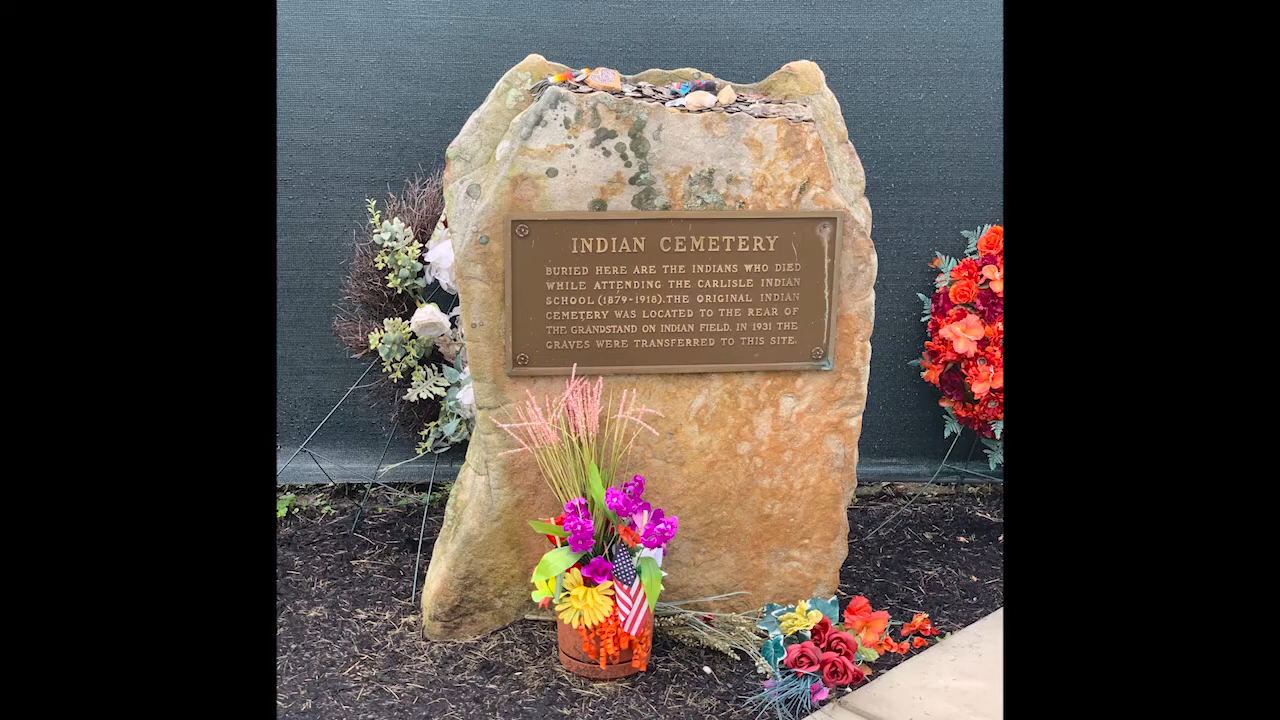 INDIAN CEMETERY
BURIED HERE ARE THE INDIANS WHO DIED
WHILE ATTENDING THE CARLISLE INDIAN
SCHOOL (1879-1918). THE ORIGINAL INDIAN
CEMETERY WAS LOCATED TO THE REAR OF
THE GRANDSTAND ON INDIAN FIELD. IN 1931 THE
GRAVES WERE TRANSFERRED TO THIS SITE.